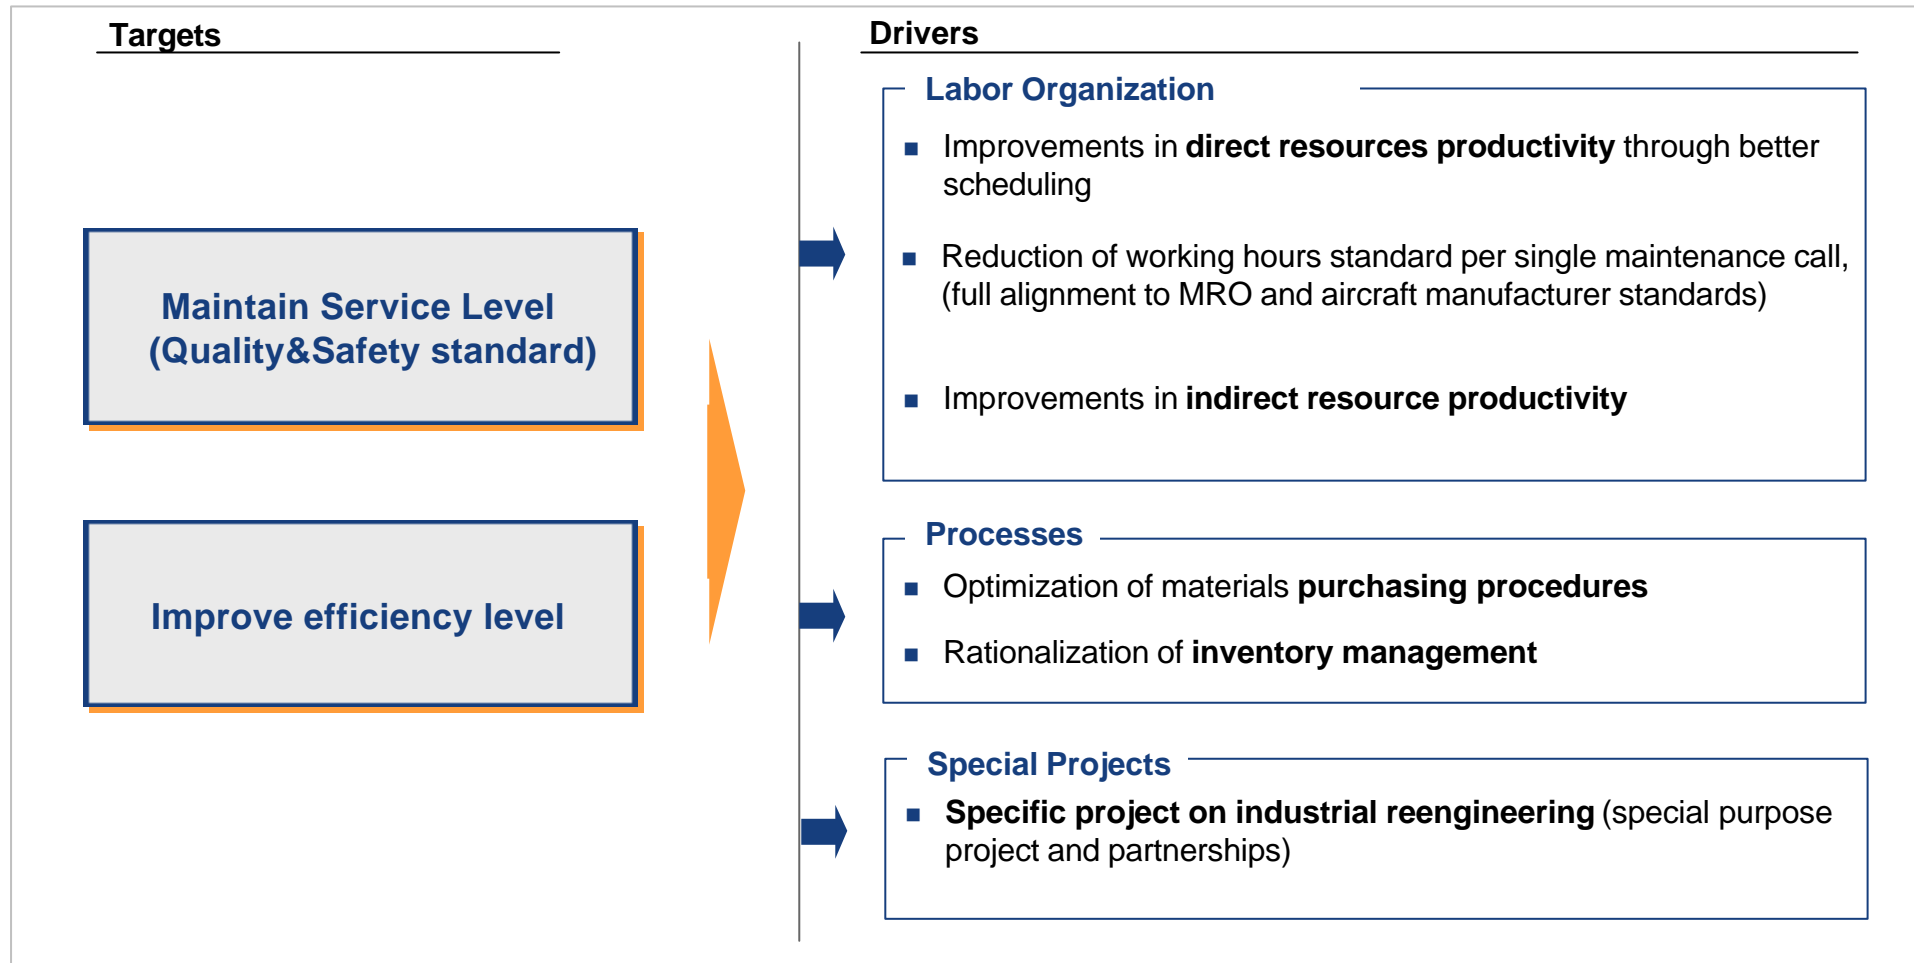 Targets
Maintain Service Level
(Quality&Safety standard)
Improve efficiency level
Drivers
Labor Organization
Improvements in direct resources productivity through better
scheduling
Reduction of working hours standard per single maintenance call,
(full alignment to MRO and aircraft manufacturer standards)
Improvements in indirect resource productivity
Processes
Optimization of materials purchasing procedures
Rationalization of inventory management
Special Projects
Specific project on industrial reengineering (special purpose
project and partnerships)